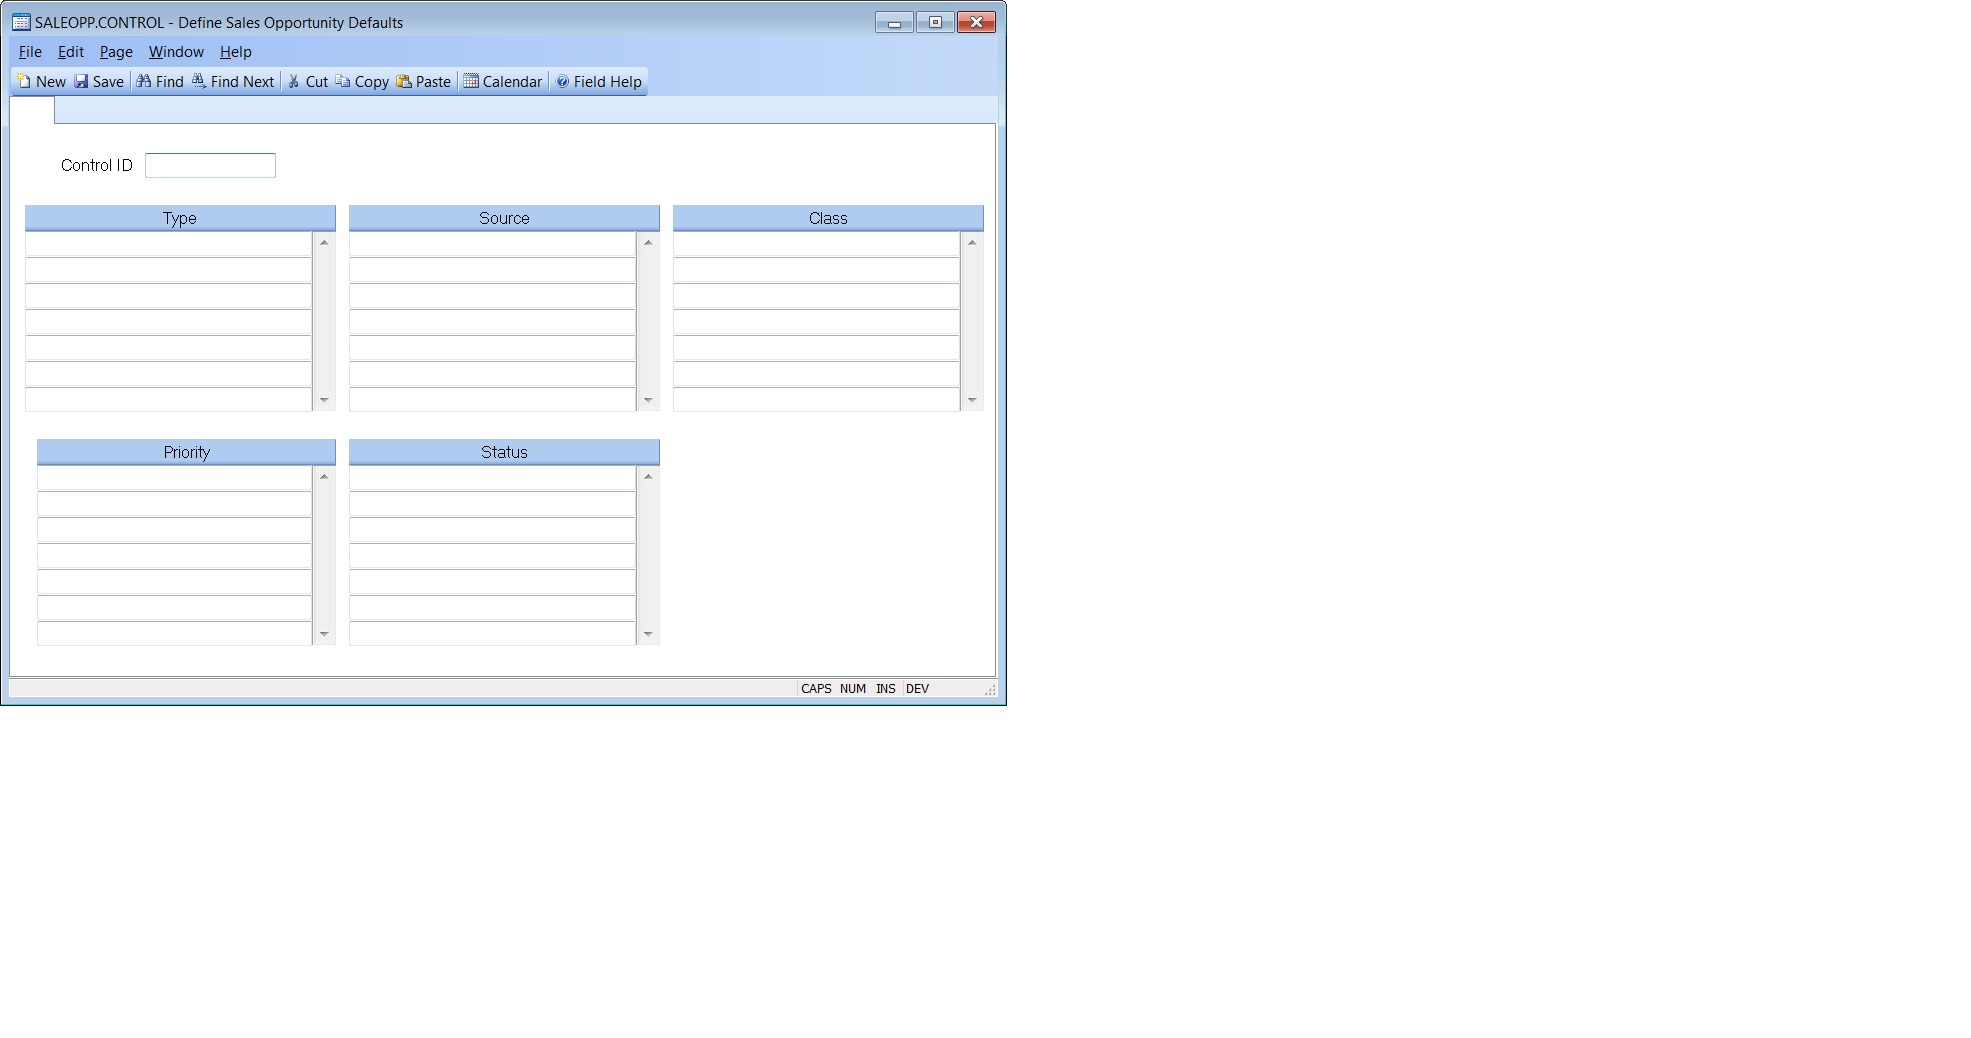 SALEOPP.CONTROL - Define Sales Opportunity Defaults
File Edit Page Window Help
New Save Find Find Next Cut Copy Paste Calendar Field Help
Control ID
Type Source Class
Priority Status
CAPS NUM INS DEV